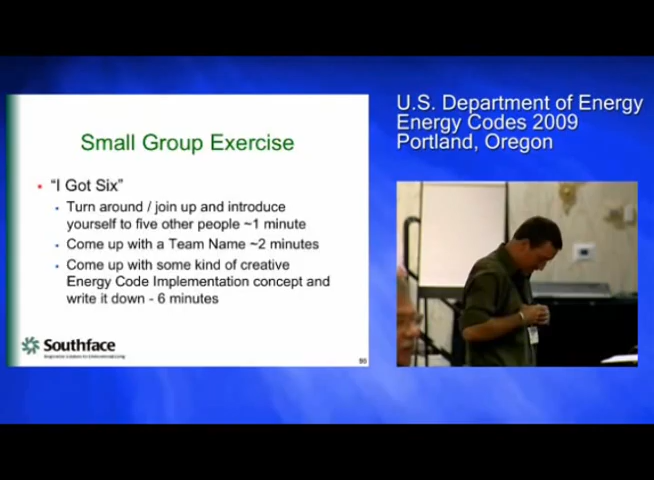 Small Group Exercise
• "I Got Six"
• Turn around / join up and introduce
yourself to five other people ~1 minute
• Come up with a Team Name ~2 minutes
• Come up with some kind of creative
Energy Code Implementation concept and
write it down - 6 minutes
Southface
U.S. Department of Energy
Energy Codes 2009
Portland, Oregon